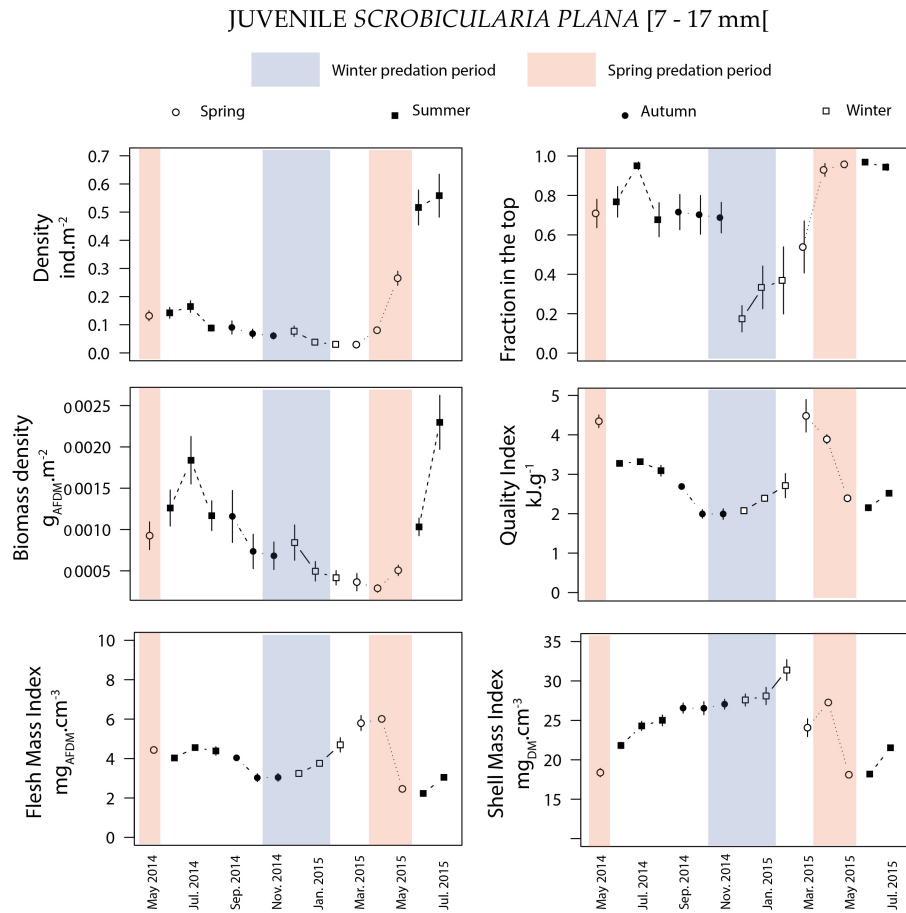 JUVENILE SCROBICULARIA PLANA [7 - 17 mm[
Winter predation period Spring predation period
Spring Summer Autumn Winter
Density
ind.m-2
0.7
0.6
0.5
0.3
0.2
0.1
0.0
Fraction in the top
1.0
0.8
0.6
0.4
0.2
0.0
Biomass density
gAFDM.m-2
0 0025
0 0020
0 0015
0 0010
0 0005
Quality Index
kJ.g-1
5
4
3
2
1
0
Flesh Mass Index
mgAFDM.cm-3
10
8
6
4
2
0
Shell Mass Index
mgDM.cm-3
35
30
25
20
15
May 2014
Jul. 2014
Sep. 2014
Nov. 2014
Jan. 2015
Mar. 2015
May 2015
Jul. 2015
May 2014
Jul. 2014
Sep. 2014
Nov. 2014
Jan. 2015
Mar. 2015
May 2015
Jul. 2015